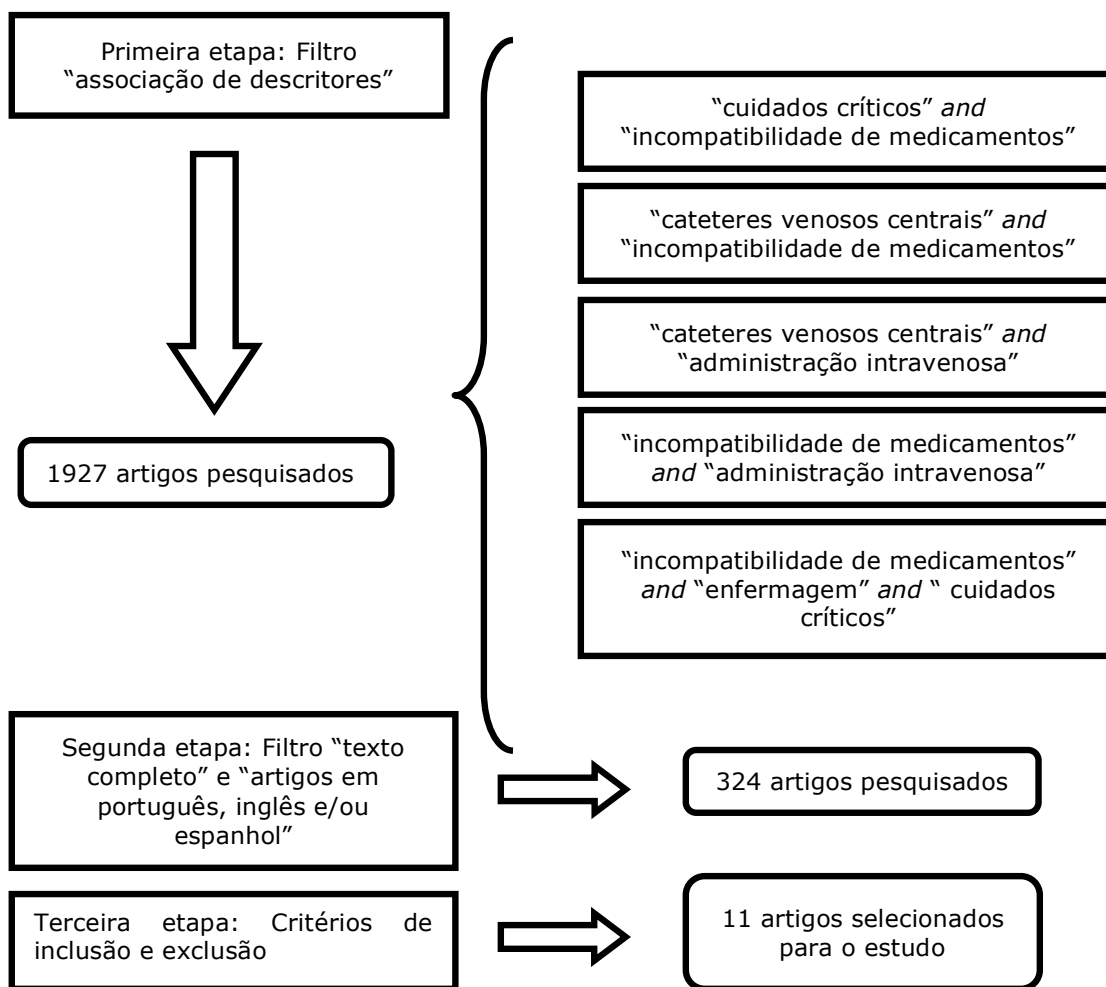 Primeira etapa: Filtro
“associação de descritores”
1927 artigos pesquisados
“cuidados críticos” and
“incompatibilidade de medicamentos”
“cateteres venosos centrais” and
“incompatibilidade de medicamentos”
“cateteres venosos centrais” and
“administração intravenosa”
“incompatibilidade de medicamentos”
and “administração intravenosa”
“incompatibilidade de medicamentos”
and “enfermagem” and “ cuidados
críticos”
Segunda etapa: Filtro “texto
completo” e “artigos em
português, inglês e/ou
espanhol”
324 artigos pesquisados
Terceira etapa: Critérios de
inclusão e exclusão
11 artigos selecionados
para o estudo